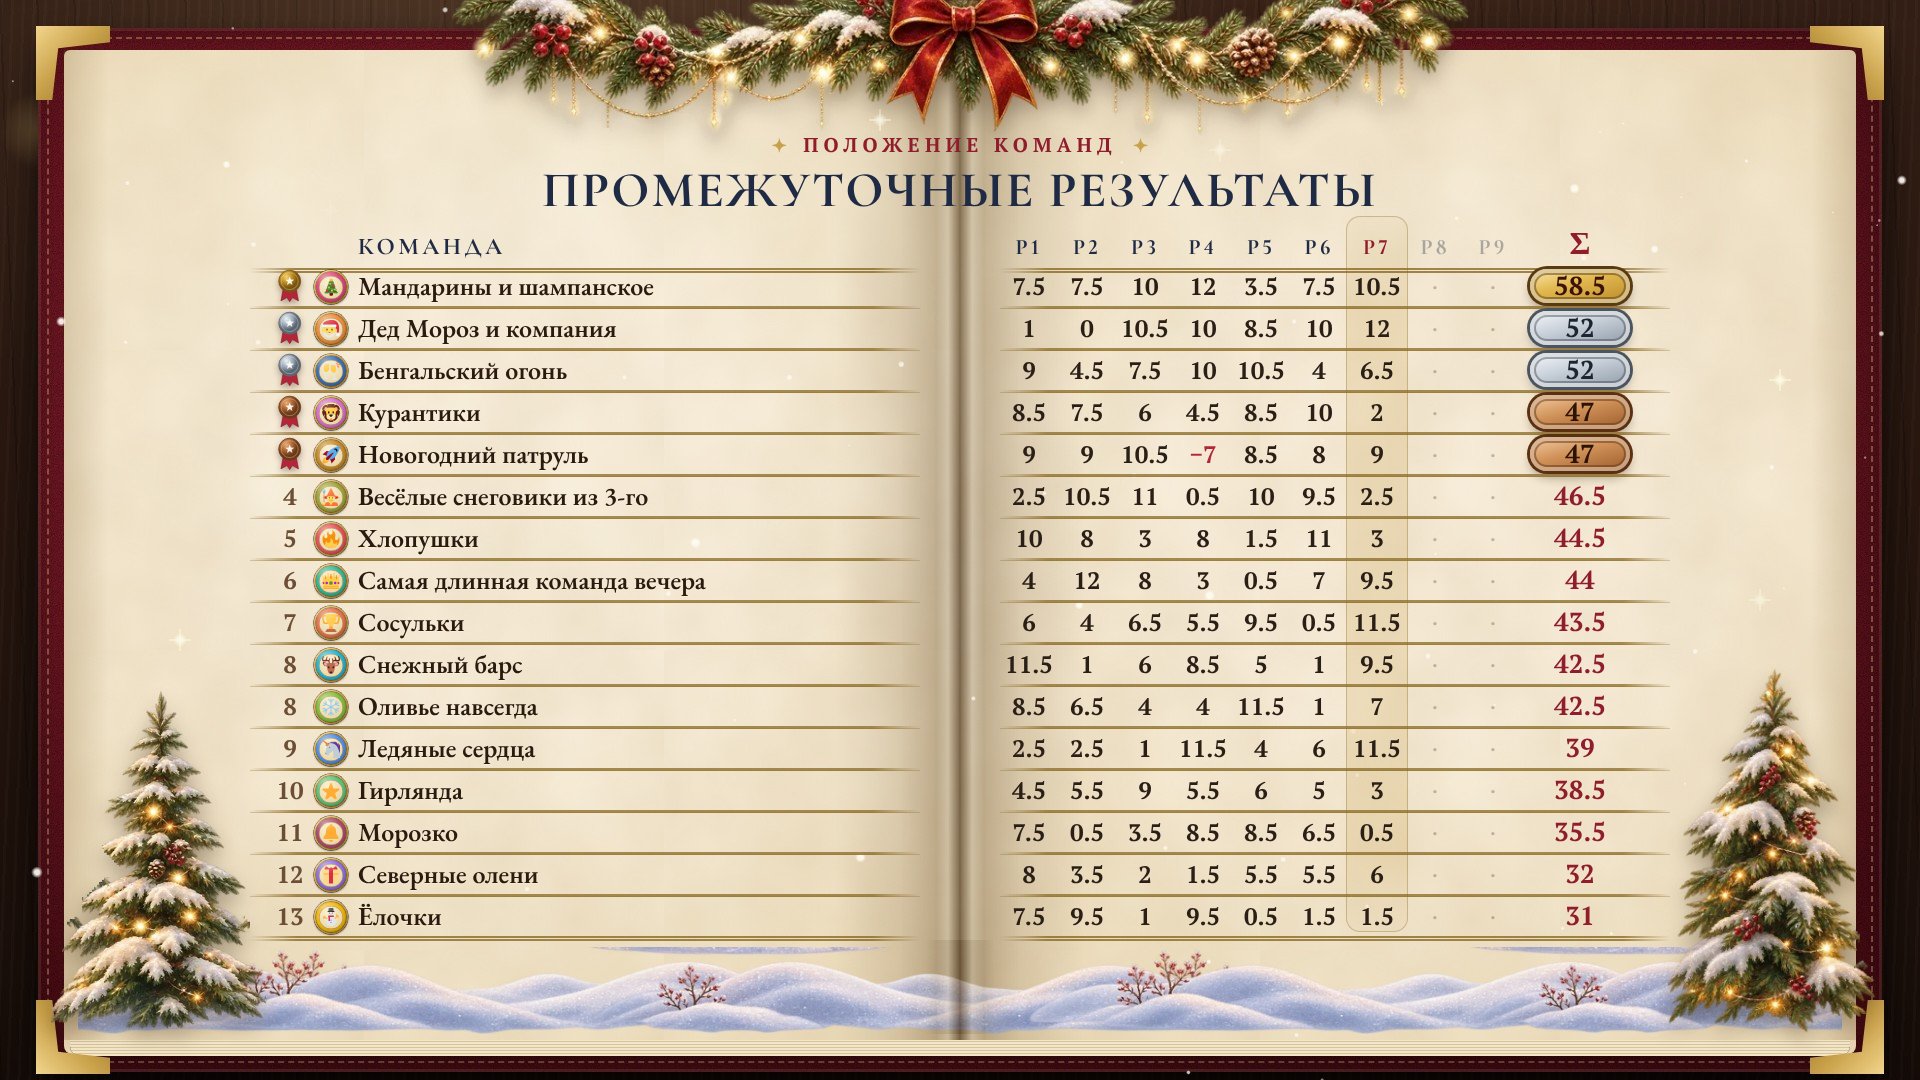 ПОЛОЖЕНИЕ КОМАНД
ПРОМЕЖУТОЧНЫЕ РЕЗУЛЬТАТЫ
КОМАНДА Р1 Р2 Р3 Р4 Р5 Р6 Р7 Р8 Р9 Σ
Мандарины и шампанское 7.5 7.5 10 12 3.5 7.5 10.5 · · 58.5
Дед Мороз и компания 1 0 10.5 10 8.5 10 12 · · 52
Бенгальский огонь 9 4.5 7.5 10 10.5 4 6.5 · · 52
Курантики 8.5 7.5 6 4.5 8.5 10 2 · · 47
Новогодний патруль 9 9 10.5 −7 8.5 8 9 · · 47
4 Весёлые снеговики из 3-го 2.5 10.5 11 0.5 10 9.5 2.5 · · 46.5
5 Хлопушки 10 8 3 8 1.5 11 3 · · 44.5
6 Самая длинная команда вечера 4 12 8 3 0.5 7 9.5 · · 44
7 Сосульки 6 4 6.5 5.5 9.5 0.5 11.5 · · 43.5
8 Снежный барс 11.5 1 6 8.5 5 1 9.5 · · 42.5
8 Оливье навсегда 8.5 6.5 4 4 11.5 1 7 · · 42.5
9 Ледяные сердца 2.5 2.5 1 11.5 4 6 11.5 · · 39
10 Гирлянда 4.5 5.5 9 5.5 6 5 3 · · 38.5
11 Морозко 7.5 0.5 3.5 8.5 8.5 6.5 0.5 · · 35.5
12 Северные олени 8 3.5 2 1.5 5.5 5.5 6 · · 32
13 Ёлочки 7.5 9.5 1 9.5 0.5 1.5 1.5 · · 31